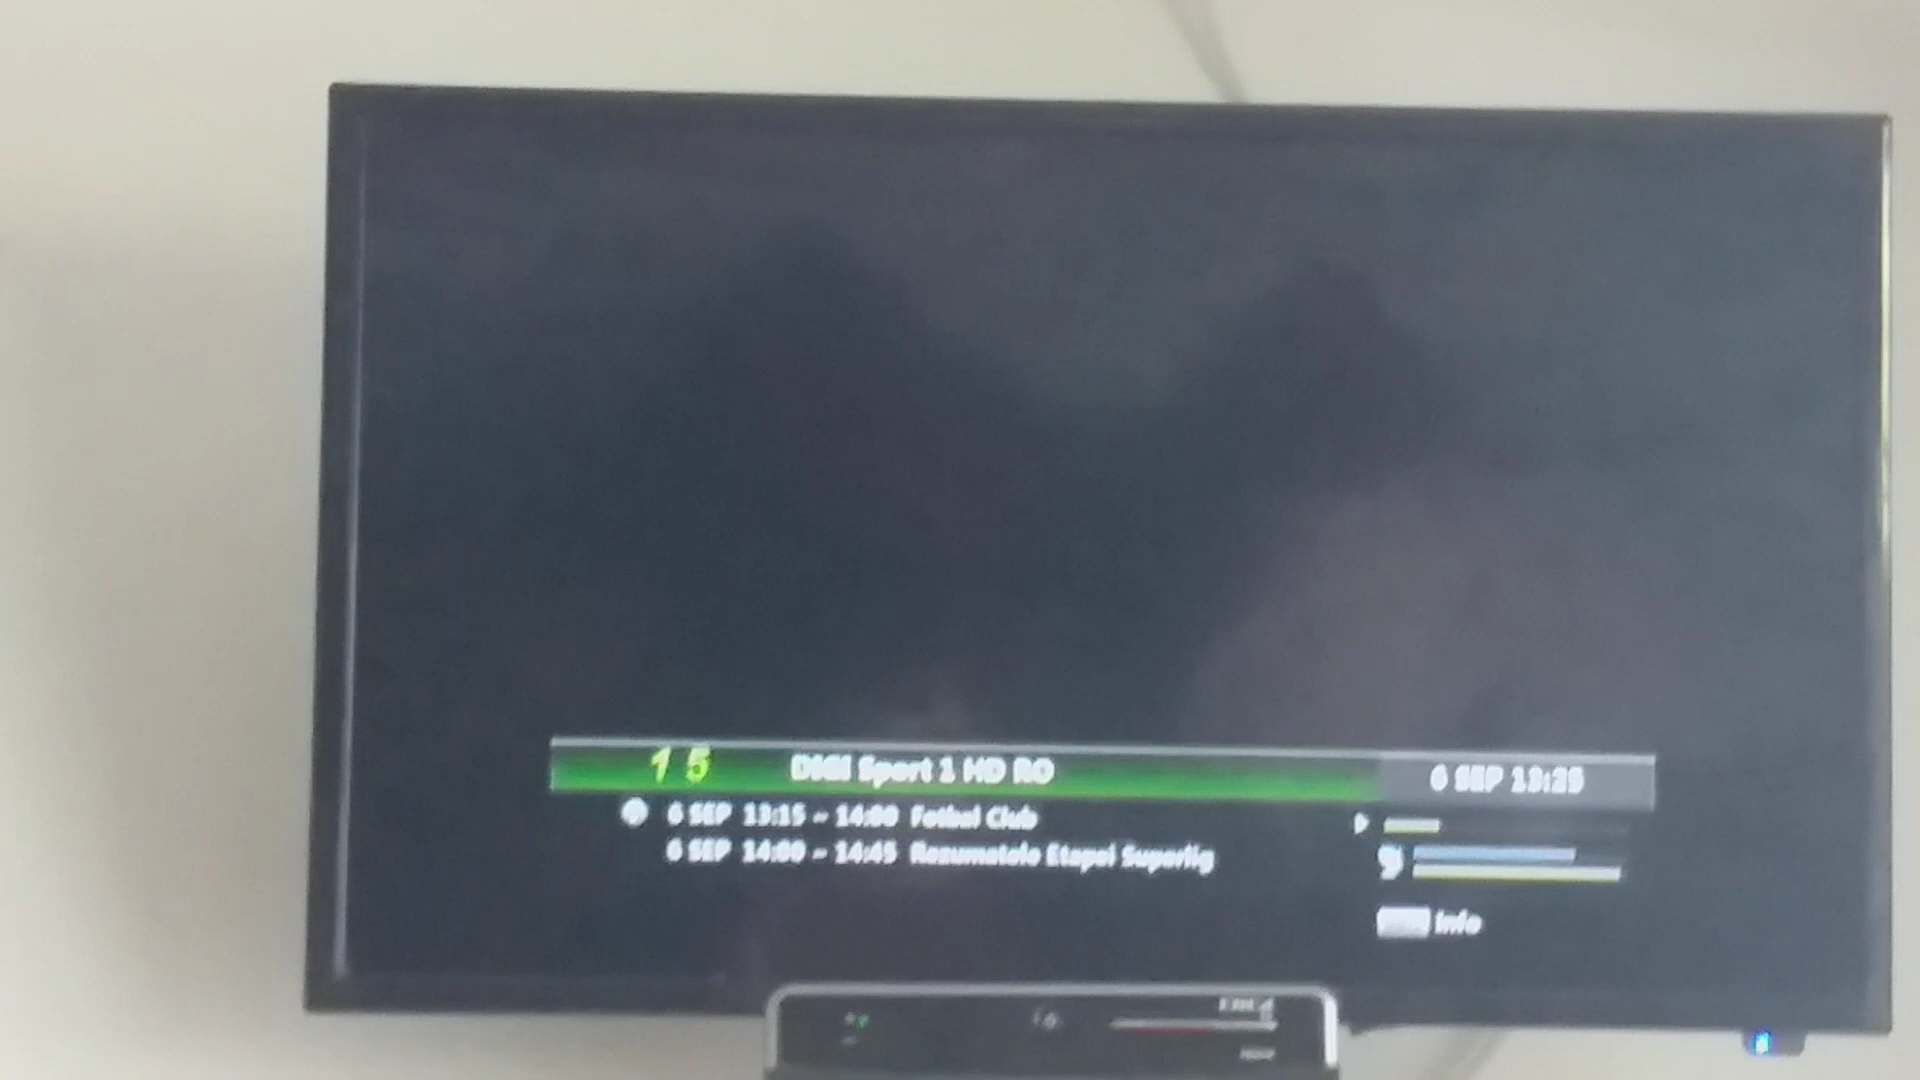 15 DIGI Sport 1 HD RO 6 SEP 13:25
6 SEP 13:15 ~ 14:00 Fotbal Club
6 SEP 14:00 ~ 14:45 Rezumatele Etapei Superlig
Info